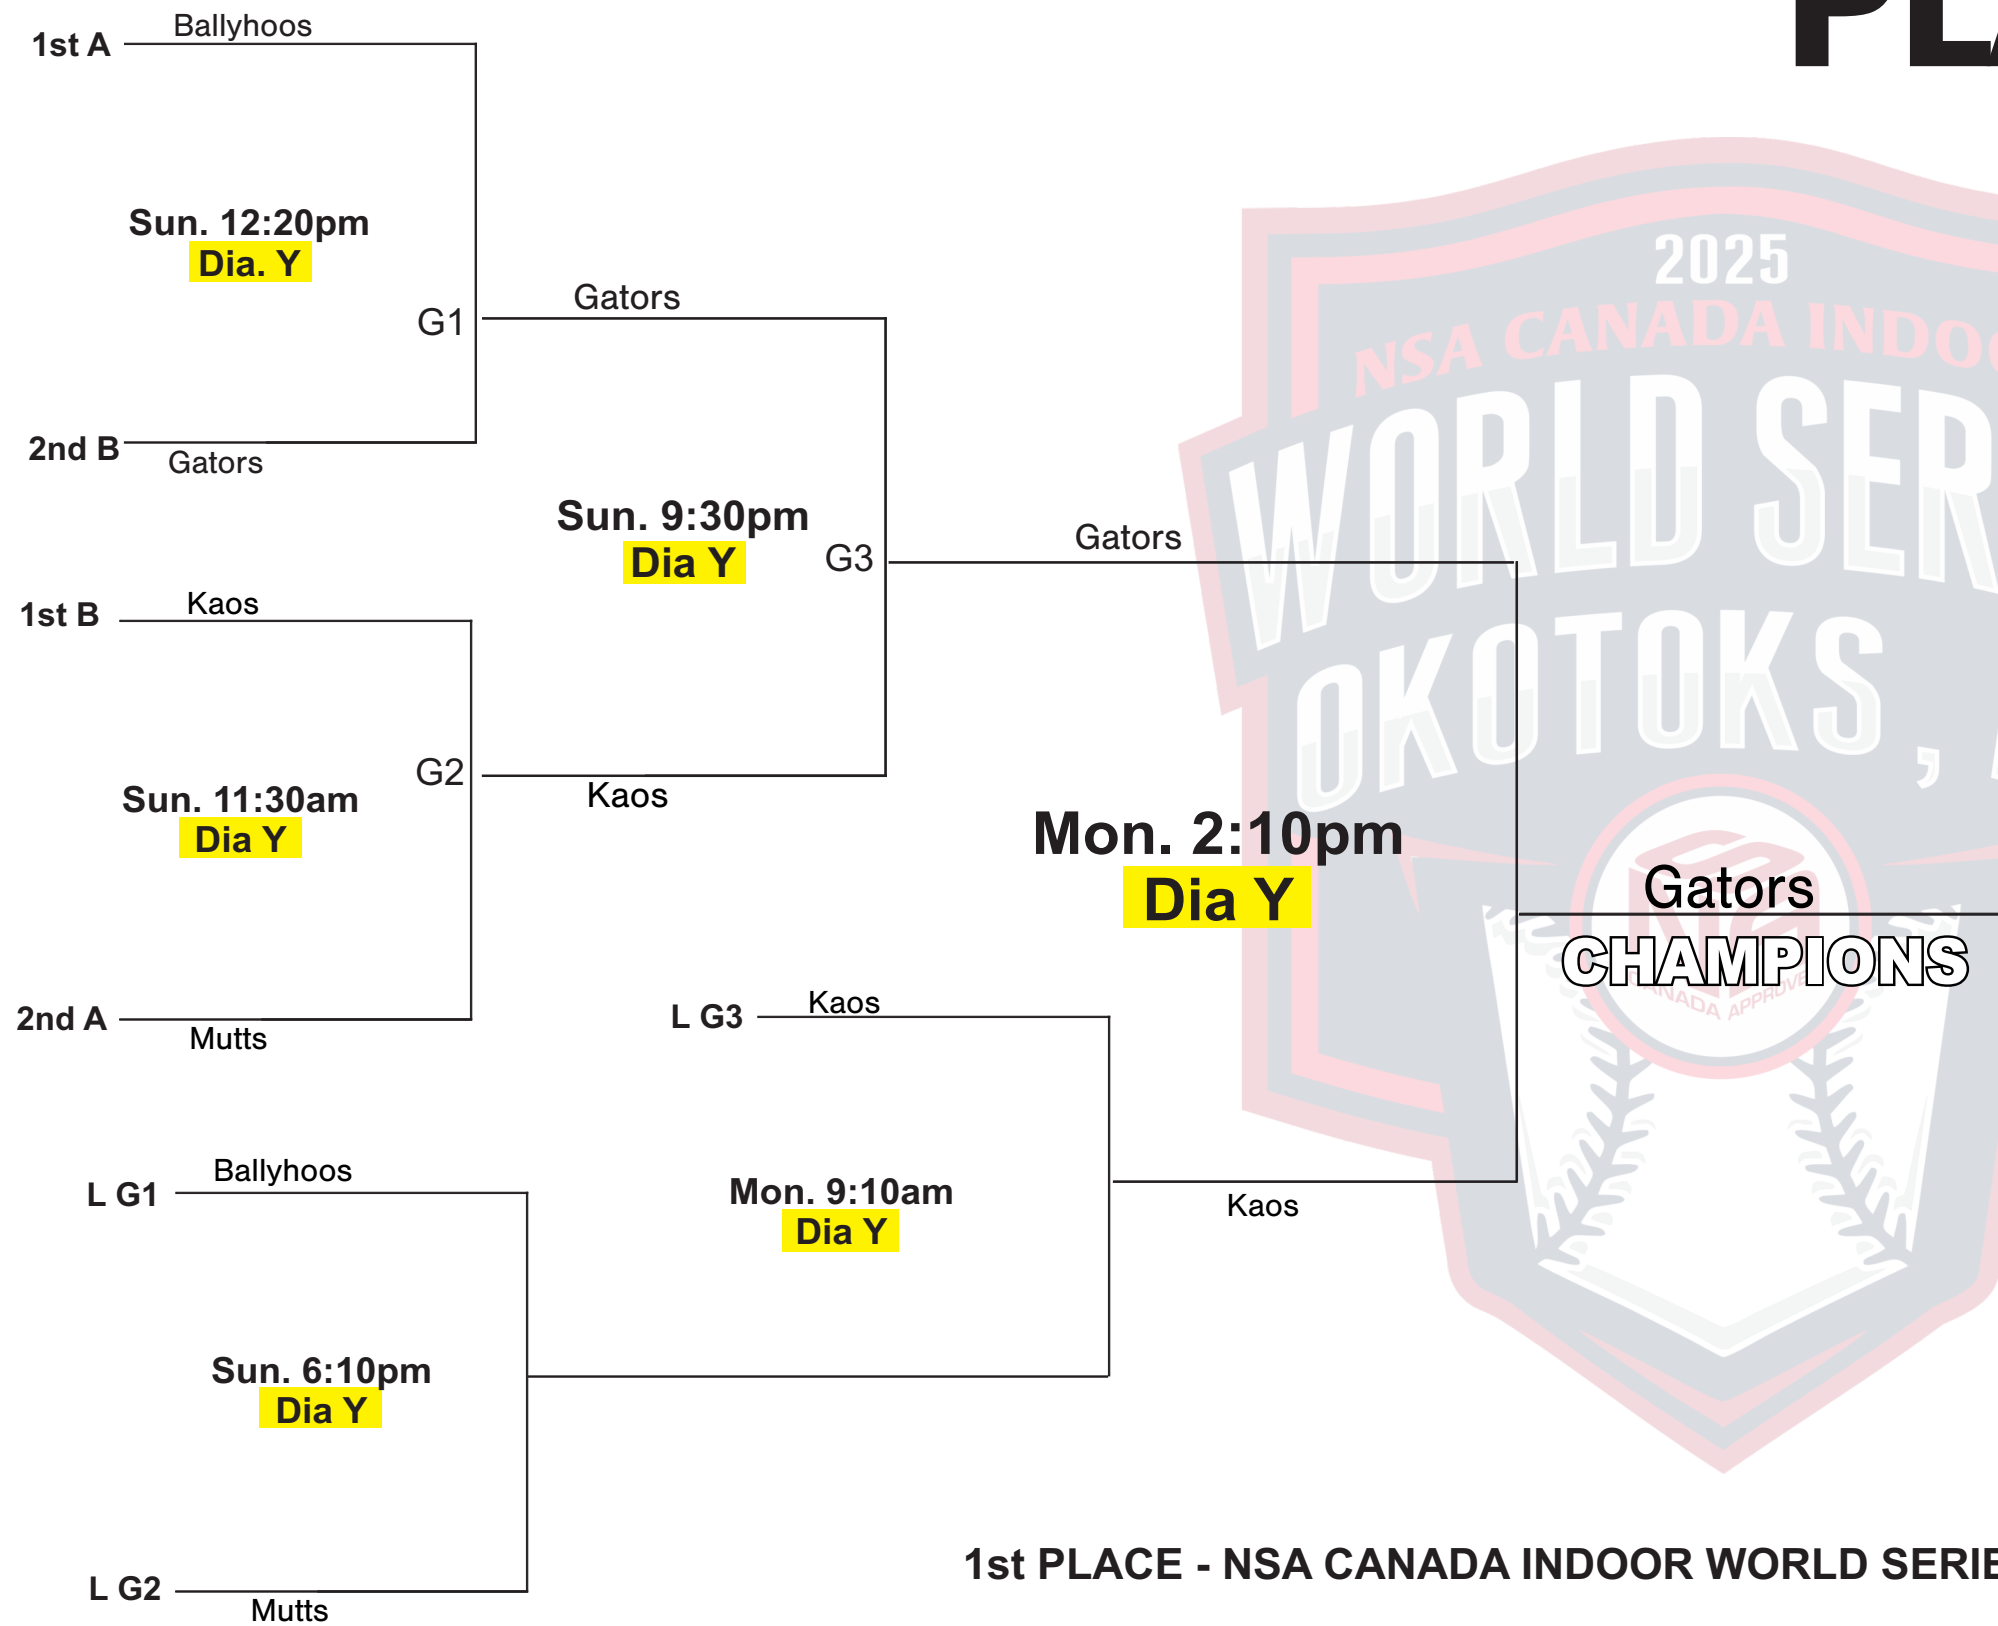 Ballyhoos
1st A
Sun. 12:20pm
Dia. Y
G1
Gators
2nd B
Gators
Sun. 9:30pm
Dia Y
G3
Gators
Kaos
1st B
G2
Kaos
Sun. 11:30am
Dia Y
2nd A
Mutts
Mon. 2:10pm
Dia Y
Gators
CHAMPIONS
L G3
Kaos
Ballyhoos
L G1
Mon. 9:10am
Dia Y
Kaos
Sun. 6:10pm
Dia Y
L G2
Mutts
2025
NSA CANADA
WORLD
OKOTOKS,
CANADA
1st PLACE - NSA CANADA INDOOR WORLD